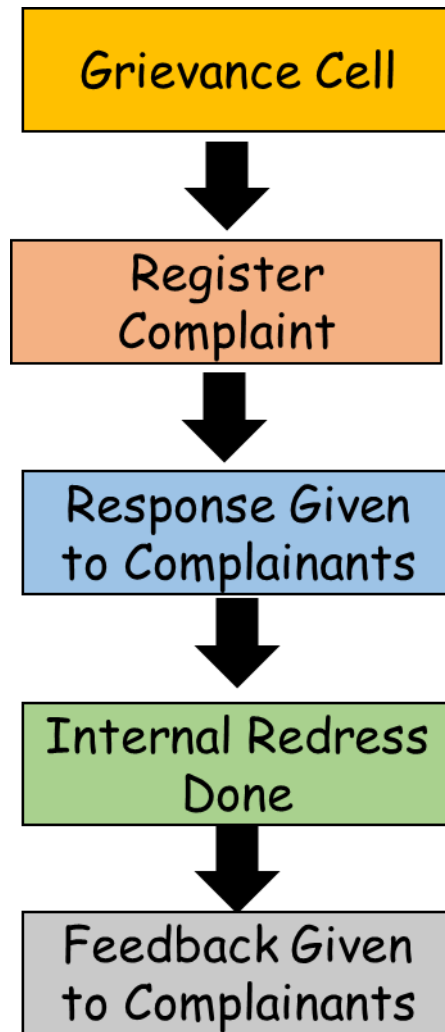 Grievance Cell
Register
Complaint
Response Given
to Complainants
Internal Redress
Done
Feedback Given
to Complainants